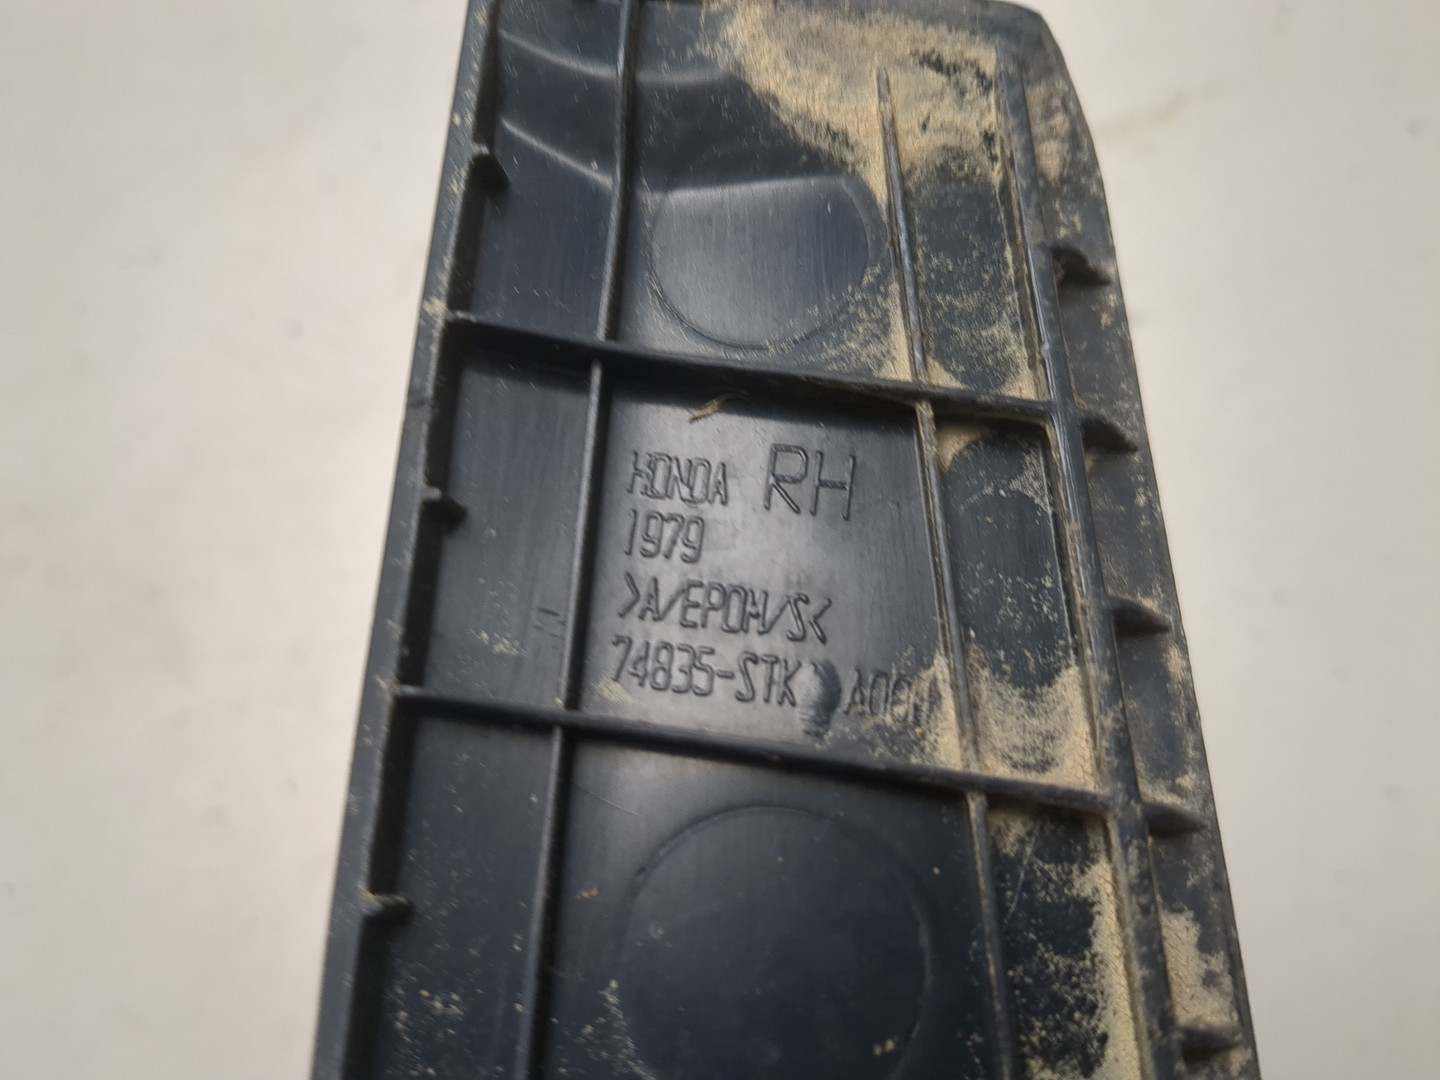 HONDA RH
1979
>A/EPDM/S<
74835-STK